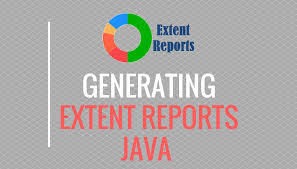 Extent
Reports
GENERATING
EXTENT REPORTS
JAVA